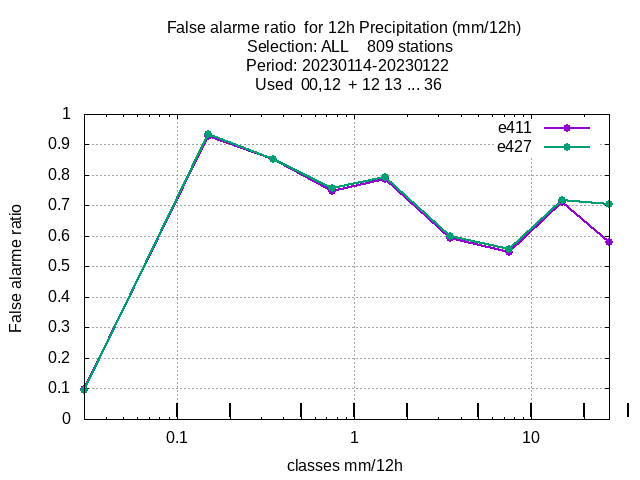 False alarme ratio  for 12h Precipitation (mm/12h)
Selection: ALL    809 stations
Period: 20230114-20230122
Used  00,12  + 12 13 ... 36
e411
e427
1
0.9
0.8
0.7
0.6
0.5
0.4
0.3
0.2
0.1
0
False alarme ratio
0.1 1 10
classes mm/12h